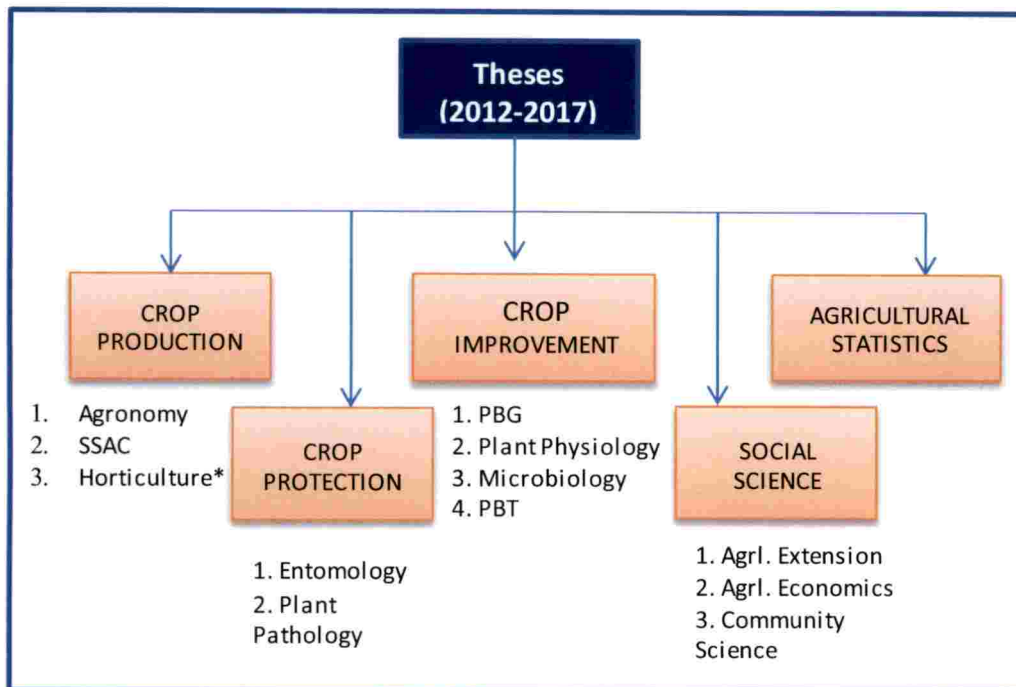 Theses
(2012-2017)
CROP
PRODUCTION
1. Agronomy
2. SSAC
3. Horticulture*
CROP
PROTECTION
1. Entomology
2. Plant
Pathology
CROP
IMPROVEMENT
1. PBG
2. Plant Physiology
3. Microbiology
4. PBT
SOCIAL
SCIENCE
1. Agrl. Extension
2. Agrl. Economics
3. Community
Science
AGRICULTURAL
STATISTICS